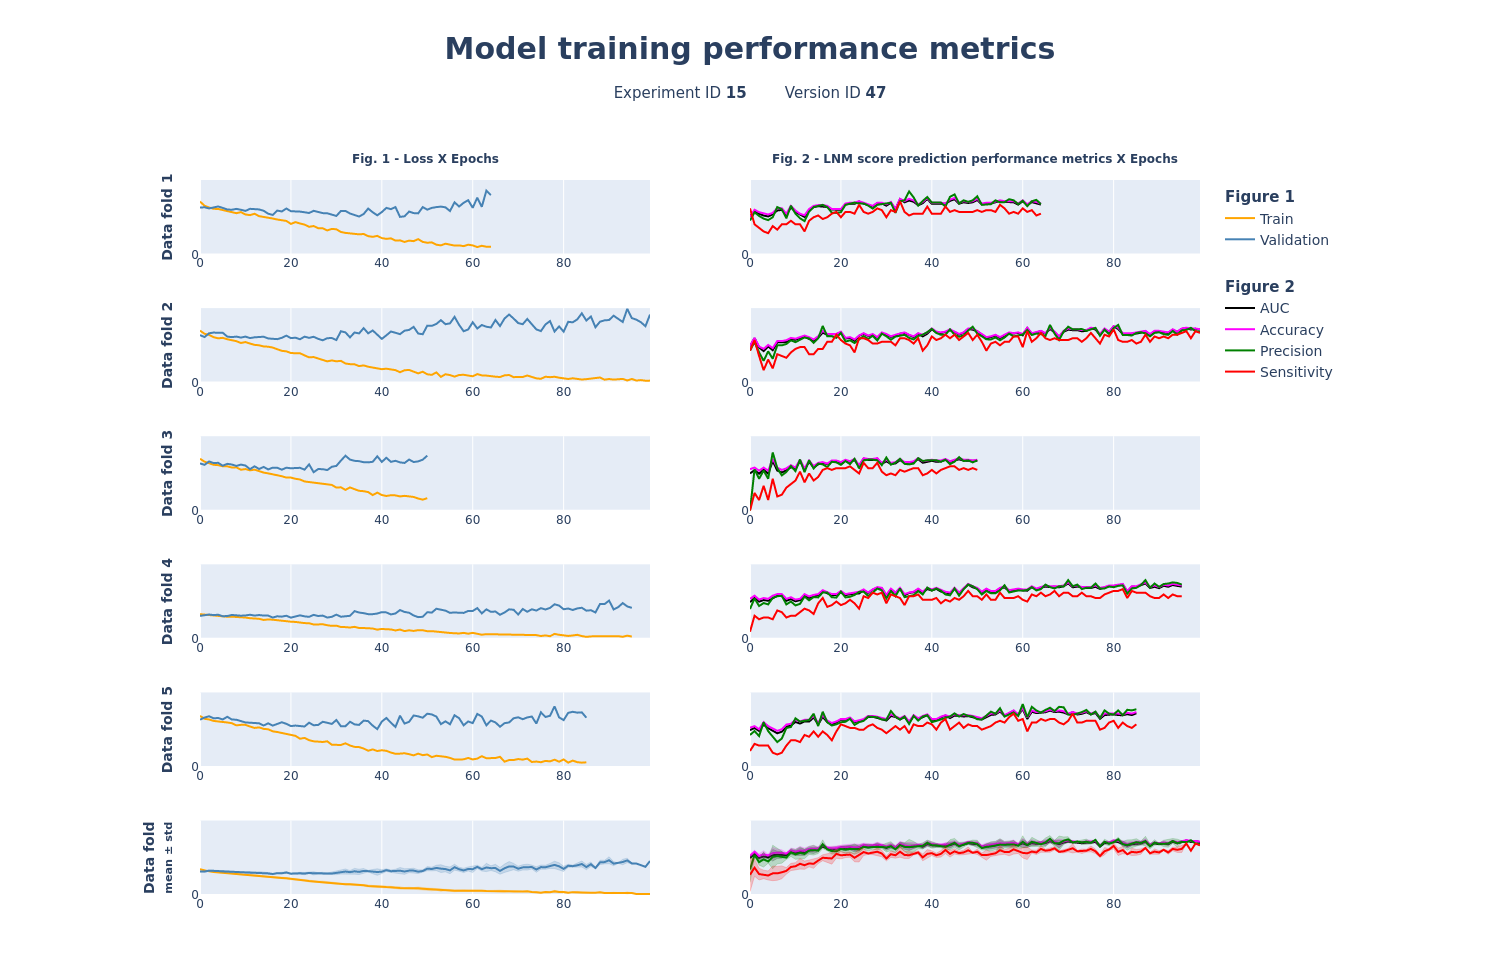 Model training performance metrics
Experiment ID 15 Version ID 47
Fig. 1 - Loss X Epochs
Fig. 2 - LNM score prediction performance metrics X Epochs
Data fold 1
0
0 20 40 60 80
0
0 20 40 60 80
Figure 1
Train
Validation
Figure 2
AUC
Accuracy
Precision
Sensitivity
Data fold 2
0
0 20 40 60 80
0
0 20 40 60 80
Data fold 3
0
0 20 40 60 80
0
0 20 40 60 80
Data fold 4
0
0 20 40 60 80
0
0 20 40 60 80
Data fold 5
0
0 20 40 60 80
0
0 20 40 60 80
Data fold
mean ± std
0
0 20 40 60 80
0
0 20 40 60 80